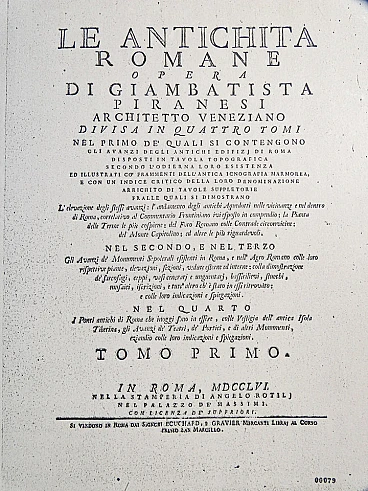 LE ANTICHITÀ
ROMANE
OPERA
DI GIAMBATISTA
PIRANESI
ARCHITETTO VENEZIANO
DIVISA IN QUATTRO TOMI
NEL PRIMO DE' QUALI SI CONTENGONO
GLI AVANZI DEGLI ANTICHI EDIFIZJ DI ROMA
DISPOSTI IN TAVOLA TOPOGRAFICA
SECONDO L'ODIERNA LORO ESISTENZA
ED ILLUSTRATI CO' FRAMMENTI DELL'ANTICA ICNOGRAFIA MARMOREA,
E CON UN INDICE CRITICO DELLA LORO DENOMINAZIONE
ARRICHITO DI TAVOLE SUPPLETORIE
FRALLE QUALI SI DIMOSTRANO
L'elevazione degli stessi avanzi: l'andamento degli antichi Aquedotti nelle vicinanze e nel dentro
di Roma, correlativo al Commentario Frontiniano ivi esposto in compendio; la Pianta
delle Terme le più cospicue; del Foro Romano colle Contrade circonvicine;
del Monte Capitolino; ed altre le più riguardevoli.
NEL SECONDO, E NEL TERZO
Gli Avanzi de' Monumenti Sepolcrali esistenti in Roma, e nell' Agro Romano colle loro
rispettive piante, elevazioni, sezioni, vedute esterne ed interne: colla dimostrazione
de' sarcofagi, ceppi, vasi cenerarj e unguentarj, bassirilievi, stucchi,
musaici, iscrizioni, e tutt' altro ch' è stato in essi ritrovato;
e colle loro indicazioni e spiegazioni.
NEL QUARTO
I Ponti antichi di Roma che inoggi sono in essere, colle Vestigia dell' antica Isola
Tiberina, gli Avanzi de' Teatri, de' Portici, e di altri Monumenti,
eziandio colle loro indicazioni e spiegazioni.
TOMO PRIMO.
IN ROMA, MDCCLVI.
NELLA STAMPERIA DI ANGELO ROTILJ
NEL PALAZZO DE' MASSIMI.
CON LICENZA DE' SUPERIORI.
SI VENDONO IN ROMA DAI SIGNORI BOUCHARD, E GRAVIER MERCANTI LIBRAJ AL CORSO
PRESSO SAN MARCELLO.
00079